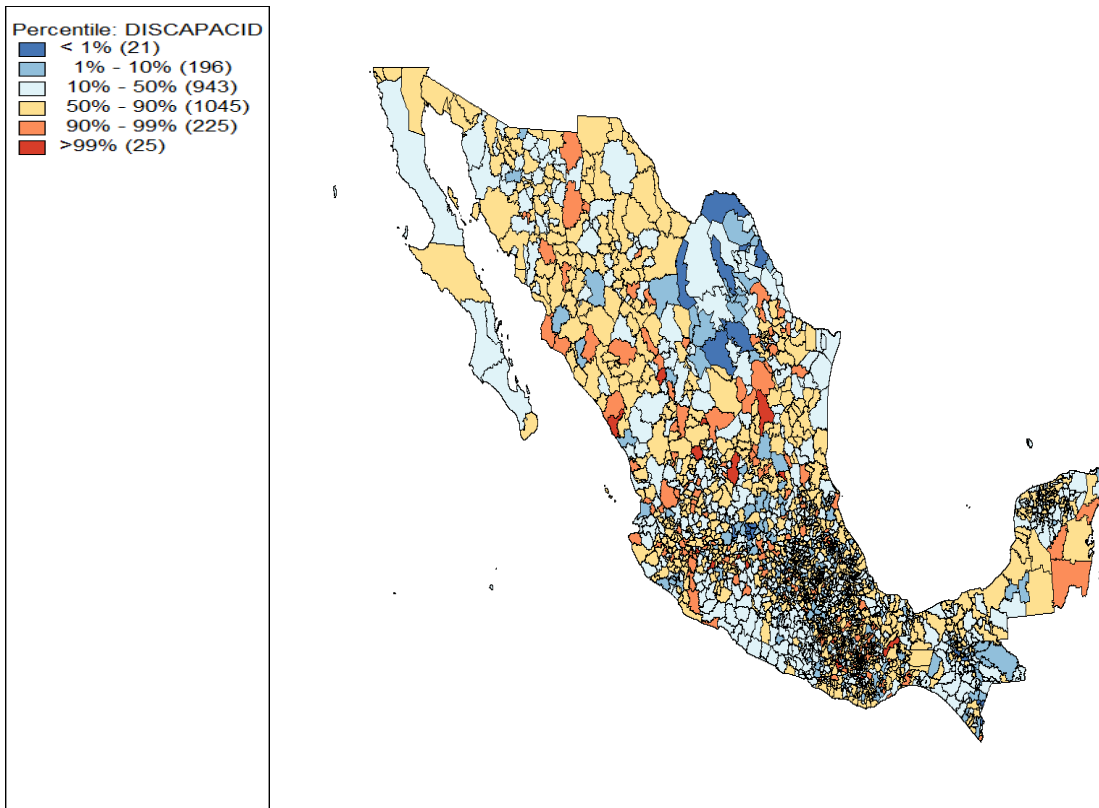 Percentile: DISCAPACID
< 1% (21)
1% - 10% (196)
10% - 50% (943)
50% - 90% (1045)
90% - 99% (225)
>99% (25)